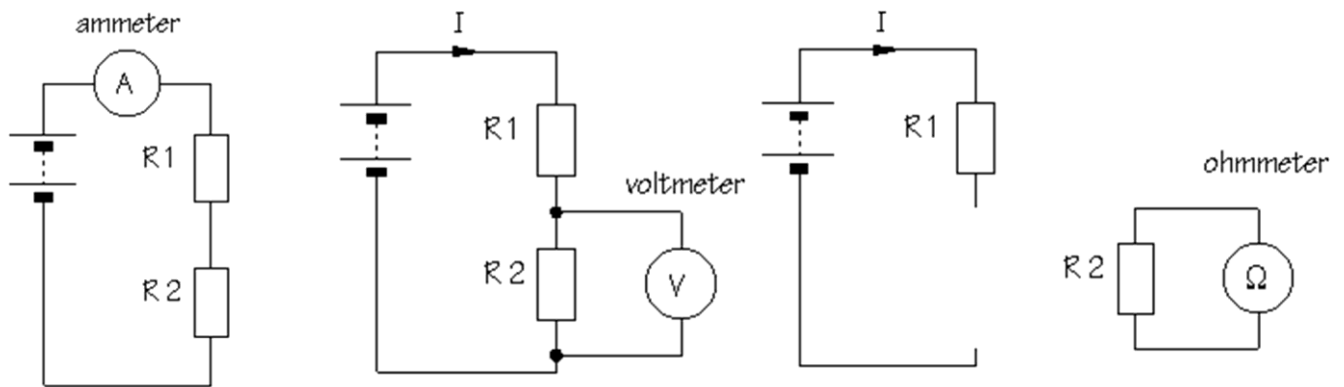 ammeter
A
R1
R2
I
R1
voltmeter
R2
V
I
R1
ohmmeter
R2
Ω